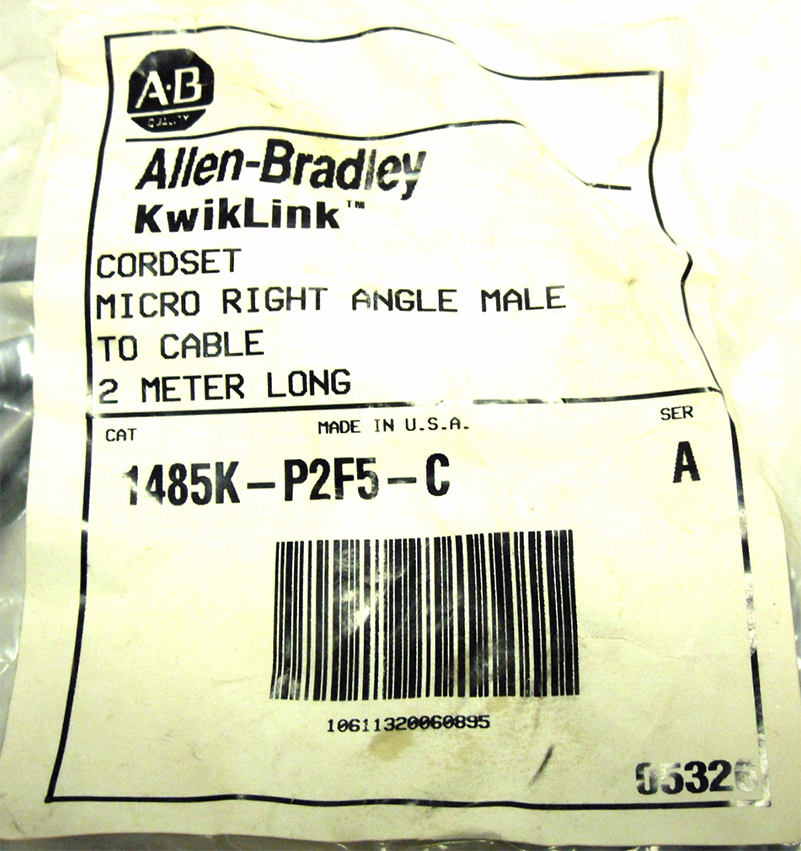 A·B
QUALITY
Allen-Bradley
KwikLink™
CORDSET
MICRO RIGHT ANGLE MALE
TO CABLE
2 METER LONG
CAT MADE IN U.S.A. SER
1485K-P2F5-C A
10611320060895
05326